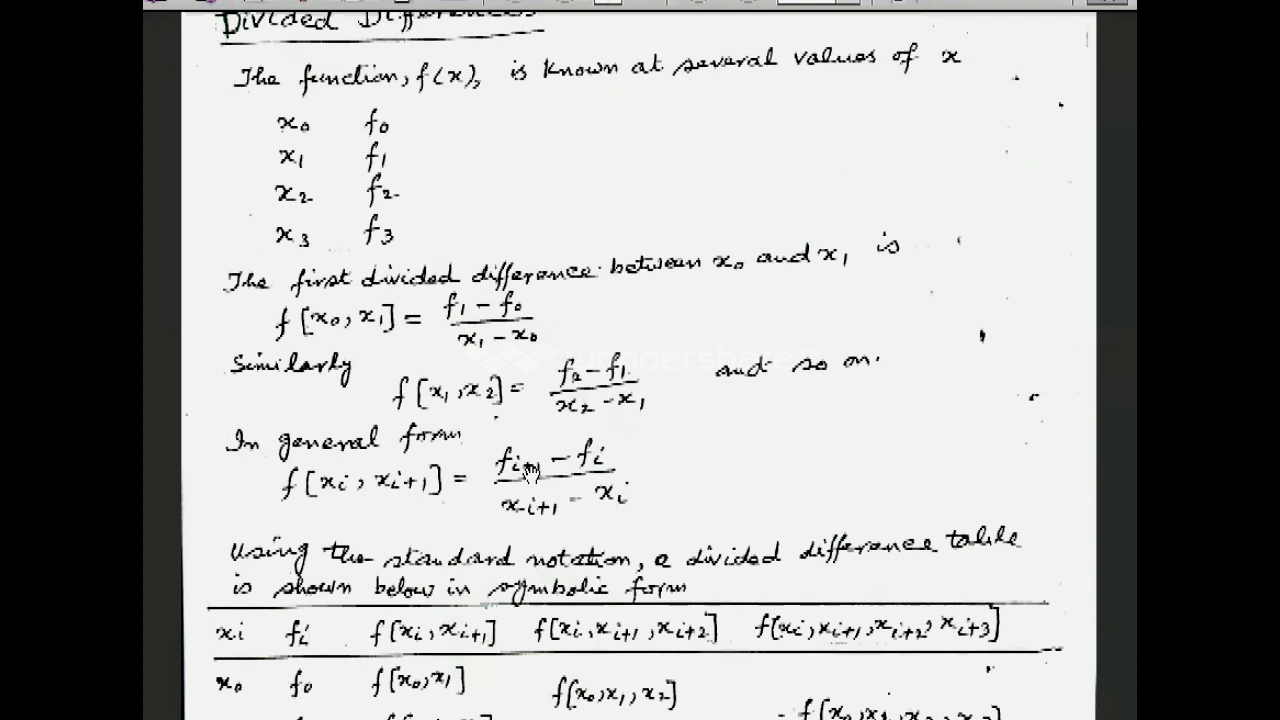 Divided Differences
The function, f(x), is known at several values of x
x₀ f₀
x₁ f₁
x₂ f₂
x₃ f₃
The first divided difference between x₀ and x₁ is
f[x₀, x₁] = (f₁ - f₀) / (x₁ - x₀)
Similarly
f[x₁, x₂] = (f₂ - f₁) / (x₂ - x₁) and so on.
In general form
f[xᵢ, xᵢ₊₁] = (fᵢ₊₁ - fᵢ) / (xᵢ₊₁ - xᵢ)
Using the standard notation, a divided difference table
is shown below in symbolic form
xᵢ fᵢ f[xᵢ, xᵢ₊₁] f[xᵢ, xᵢ₊₁, xᵢ₊₂] f[xᵢ, xᵢ₊₁, xᵢ₊₂, xᵢ₊₃]
x₀ f₀ f[x₀, x₁]
f[x₀, x₁, x₂]